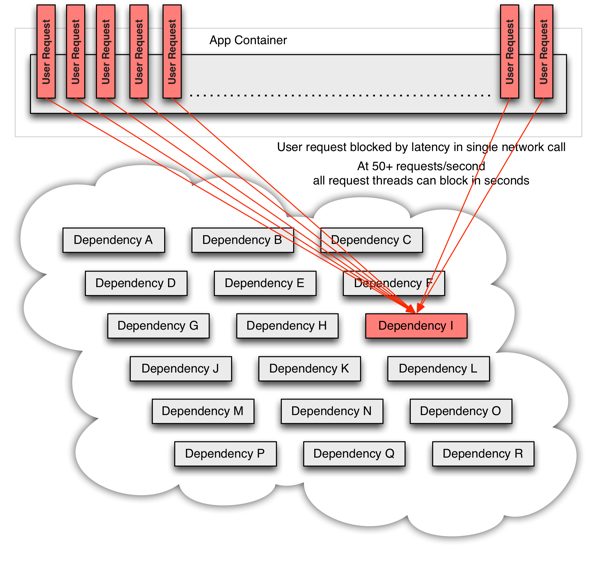 User Request
User Request
User Request
User Request
User Request
User Request
User Request
App Container
User request blocked by latency in single network call
At 50+ requests/second
all request threads can block in seconds
Dependency A
Dependency B
Dependency C
Dependency D
Dependency E
Dependency F
Dependency G
Dependency H
Dependency I
Dependency J
Dependency K
Dependency L
Dependency M
Dependency N
Dependency O
Dependency P
Dependency Q
Dependency R